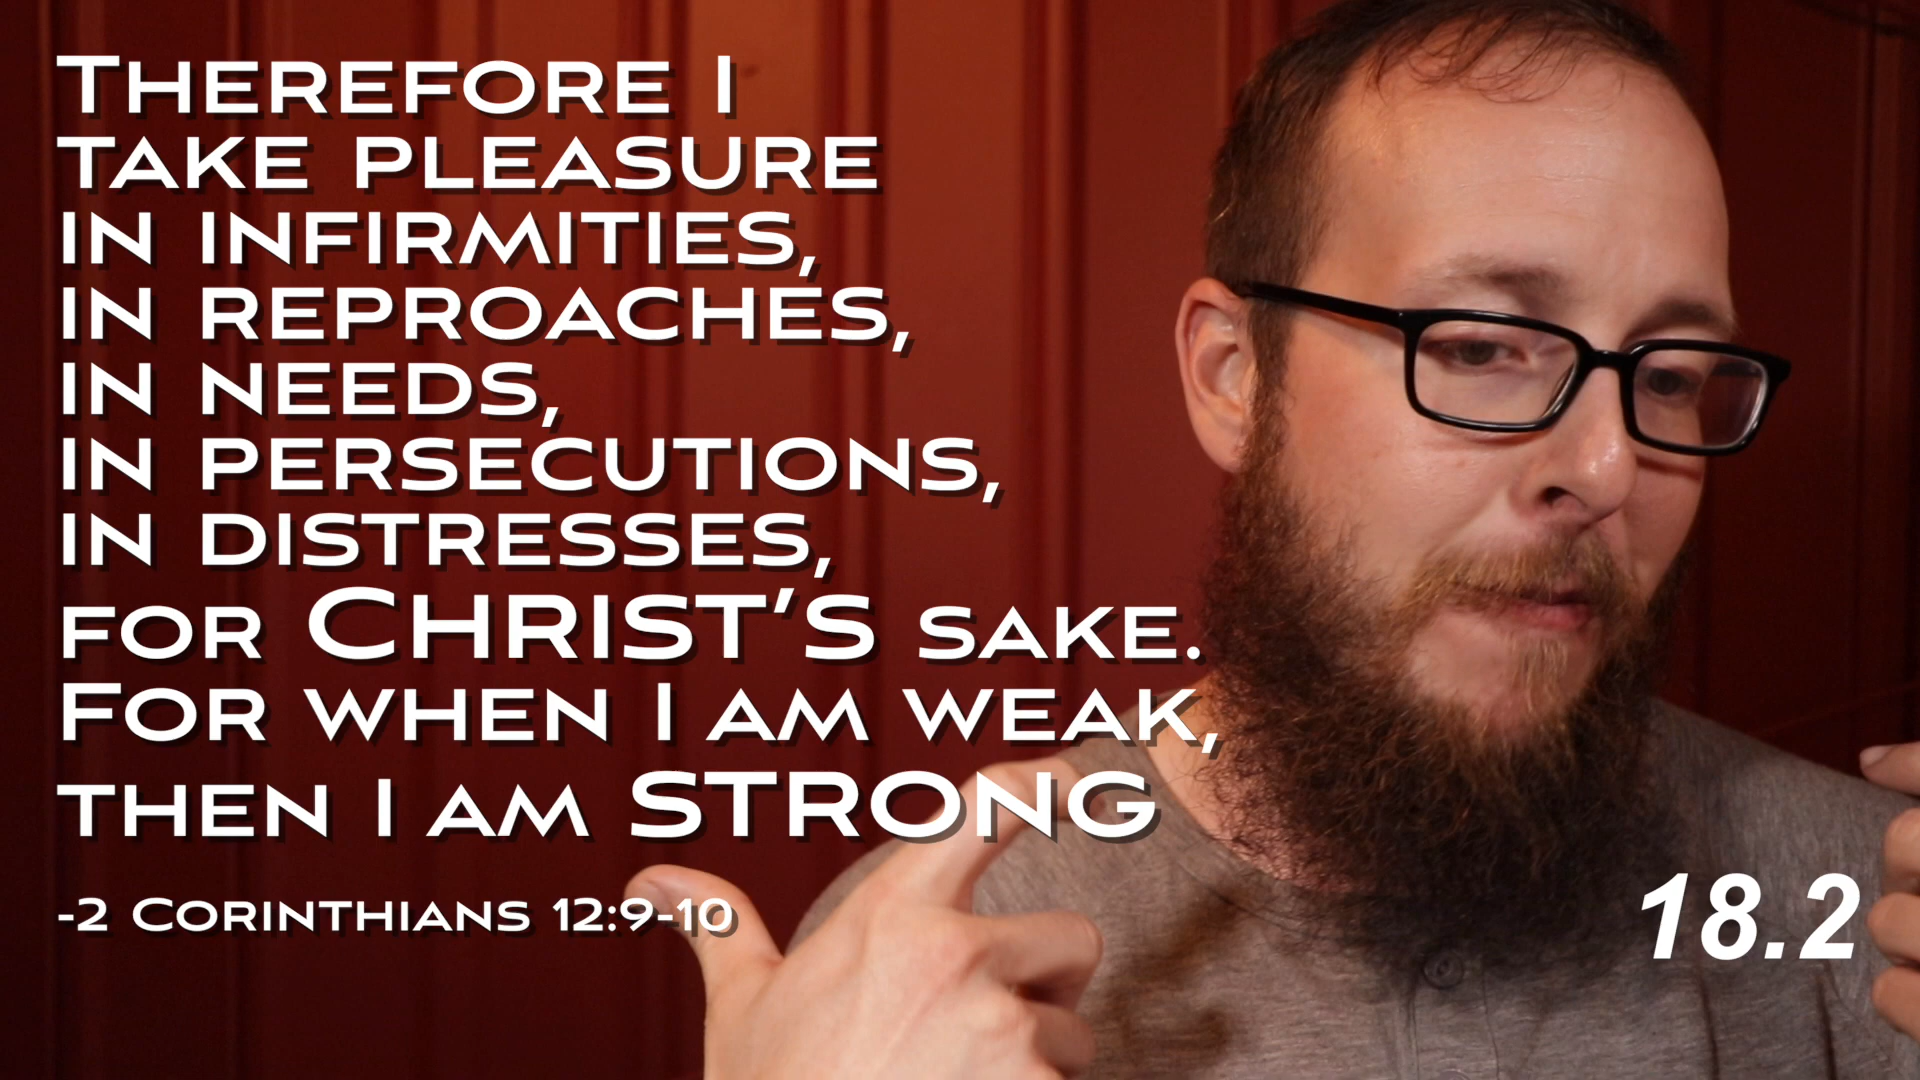 Therefore I
take pleasure
in infirmities,
in reproaches,
in needs,
in persecutions,
in distresses,
for Christ's sake.
For when I am weak,
then I am strong
-2 Corinthians 12:9-10
18.2